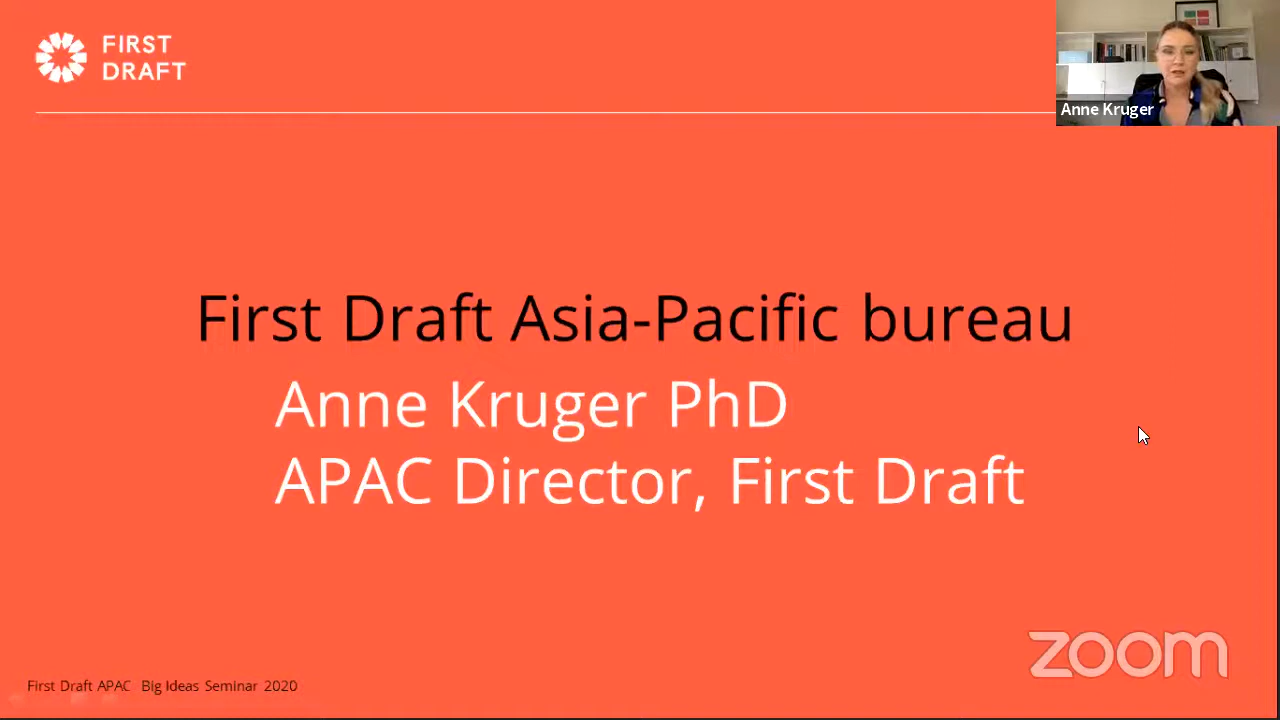 FIRST
DRAFT
Anne Kruger
First Draft Asia-Pacific bureau
Anne Kruger PhD
APAC Director, First Draft
zoom
First Draft APAC Big Ideas Seminar 2020